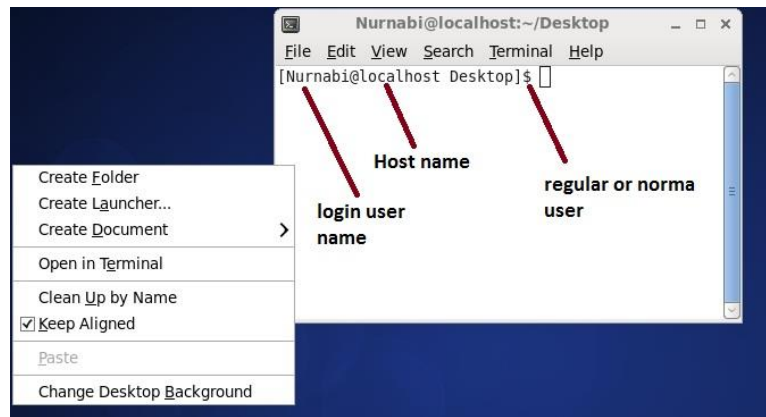 Nurnabi@localhost:~/Desktop
File Edit View Search Terminal Help
[Nurnabi@localhost Desktop]$
Host name
regular or norma
user
login user
name
Create Folder
Create Launcher...
Create Document
Open in Terminal
Clean Up by Name
Keep Aligned
Paste
Change Desktop Background